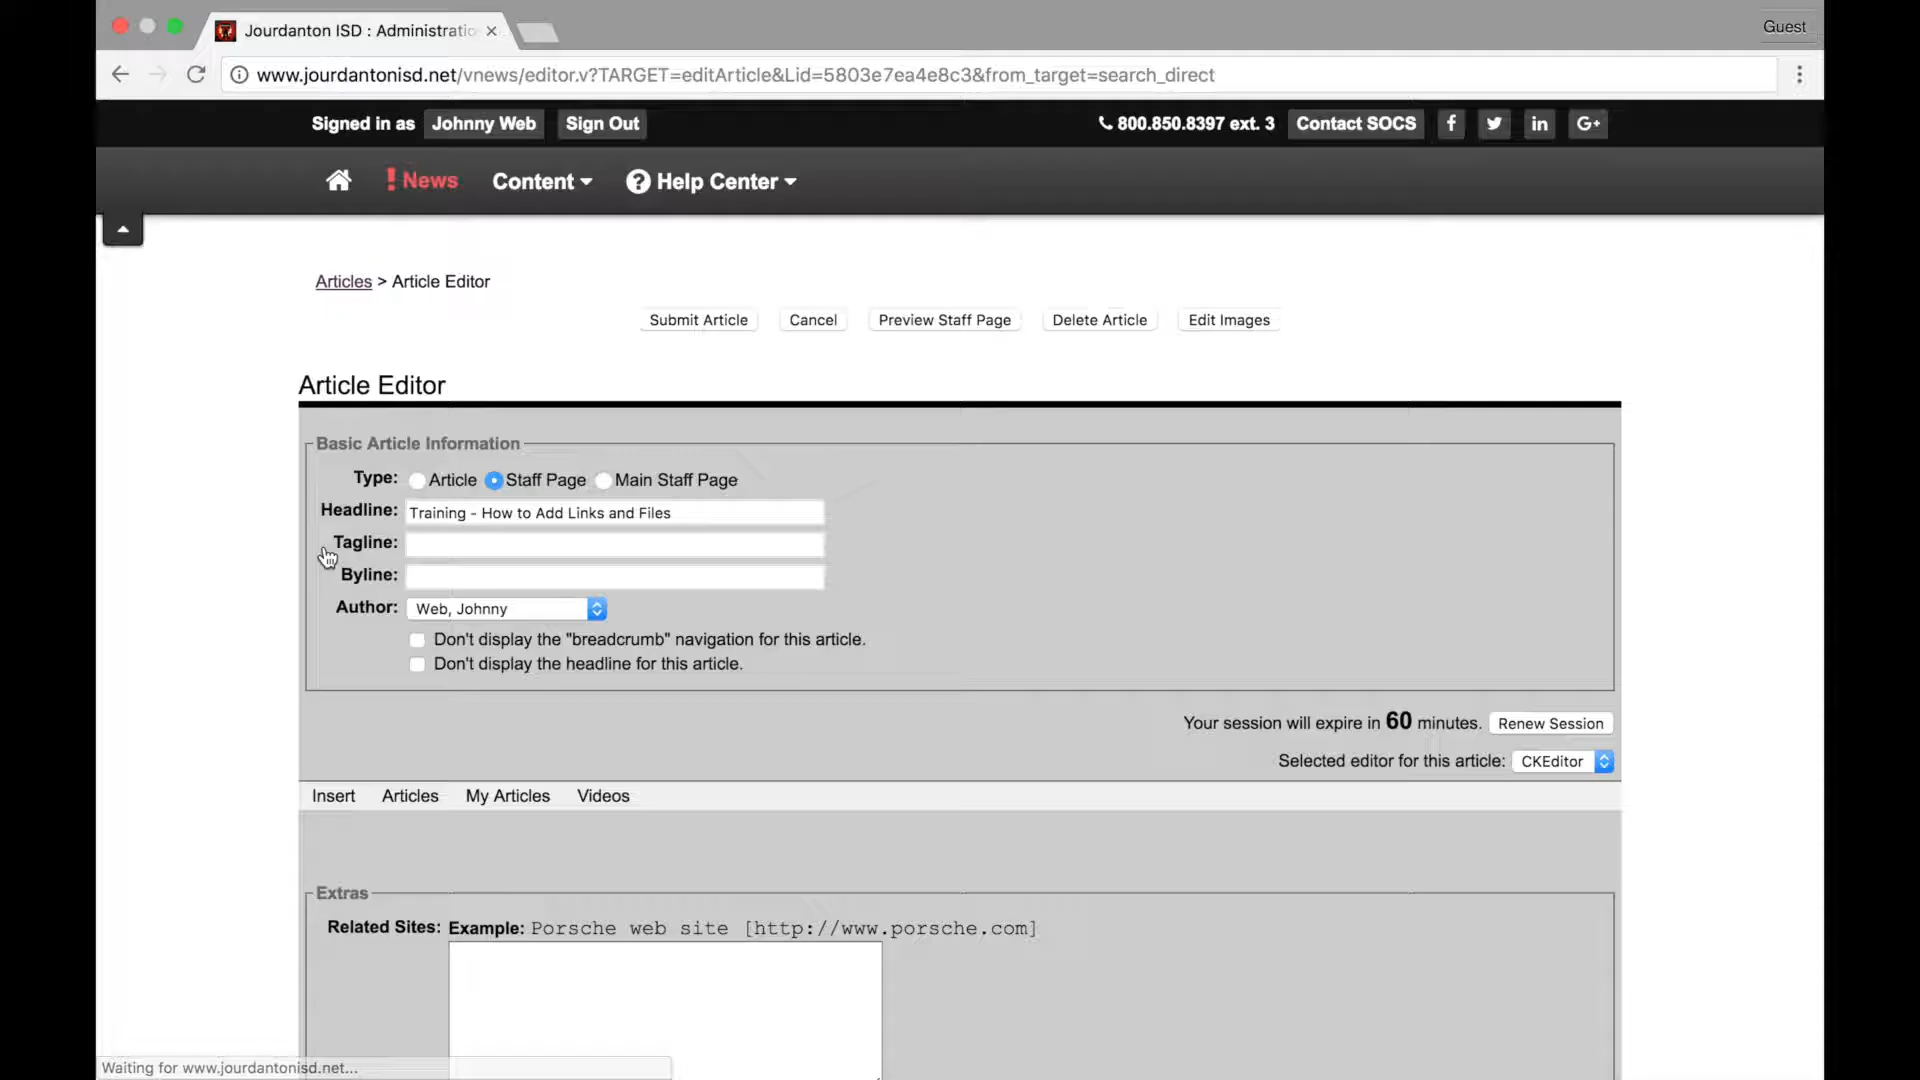 Jourdanton ISD : Administratio
Guest
www.jourdantonisd.net/vnews/editor.v?TARGET=editArticle&Lid=5803e7ea4e8c3&from_target=search_direct
Signed in as Johnny Web Sign Out 800.850.8397 ext. 3 Contact SOCS f in G+
! News Content ? Help Center
Articles > Article Editor
Submit Article Cancel Preview Staff Page Delete Article Edit Images
Article Editor
Basic Article Information
Type: Article Staff Page Main Staff Page
Headline: Training - How to Add Links and Files
Tagline:
Byline:
Author: Web, Johnny
Don't display the "breadcrumb" navigation for this article.
Don't display the headline for this article.
Your session will expire in 60 minutes. Renew Session
Selected editor for this article: CKEditor
Insert Articles My Articles Videos
Extras
Related Sites: Example: Porsche web site [http://www.porsche.com]
Waiting for www.jourdantonisd.net...